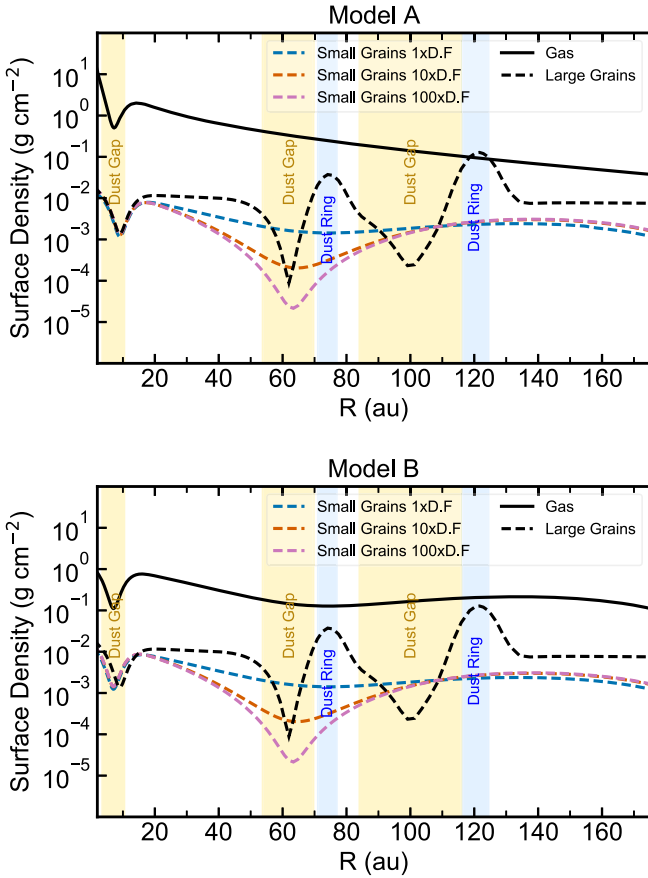 Model A
Small Grains 1xD.F
Small Grains 10xD.F
Small Grains 100xD.F
Gas
Large Grains
Surface Density (g cm⁻²)
10¹
10⁰
10⁻¹
10⁻²
10⁻³
10⁻⁴
10⁻⁵
Dust Gap
Dust Gap
Dust Ring
Dust Gap
Dust Ring
20 40 60 80 100 120 140 160
R (au)
Model B
Small Grains 1xD.F
Small Grains 10xD.F
Small Grains 100xD.F
Gas
Large Grains
Surface Density (g cm⁻²)
10¹
10⁰
10⁻¹
10⁻²
10⁻³
10⁻⁴
10⁻⁵
Dust Gap
Dust Gap
Dust Ring
Dust Gap
Dust Ring
20 40 60 80 100 120 140 160
R (au)